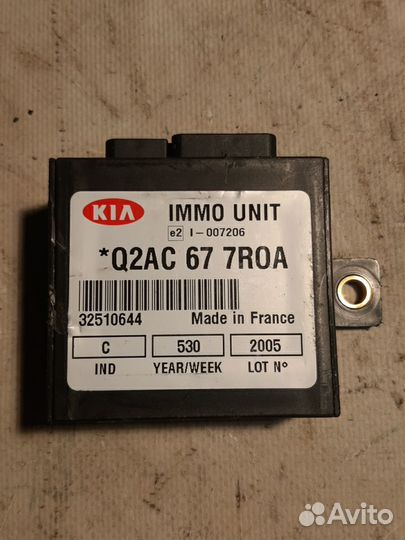 KIA IMMO UNIT
e2 I-007206
*Q2AC 67 7R0A
32510644 Made in France
C 530 2005
IND YEAR/WEEK LOT Nº
Avito